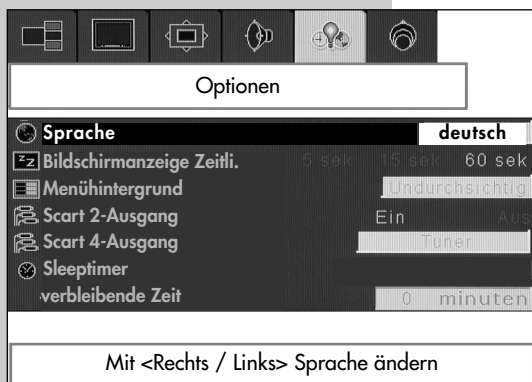 Optionen
Sprache deutsch
Bildschirmanzeige Zeitli. 5 sek 15 sek 60 sek
Menühintergrund Undurchsichtig
Scart 2-Ausgang Ein Aus
Scart 4-Ausgang Tuner
Sleeptimer
verbleibende Zeit 0 minuten
Mit <Rechts / Links> Sprache ändern